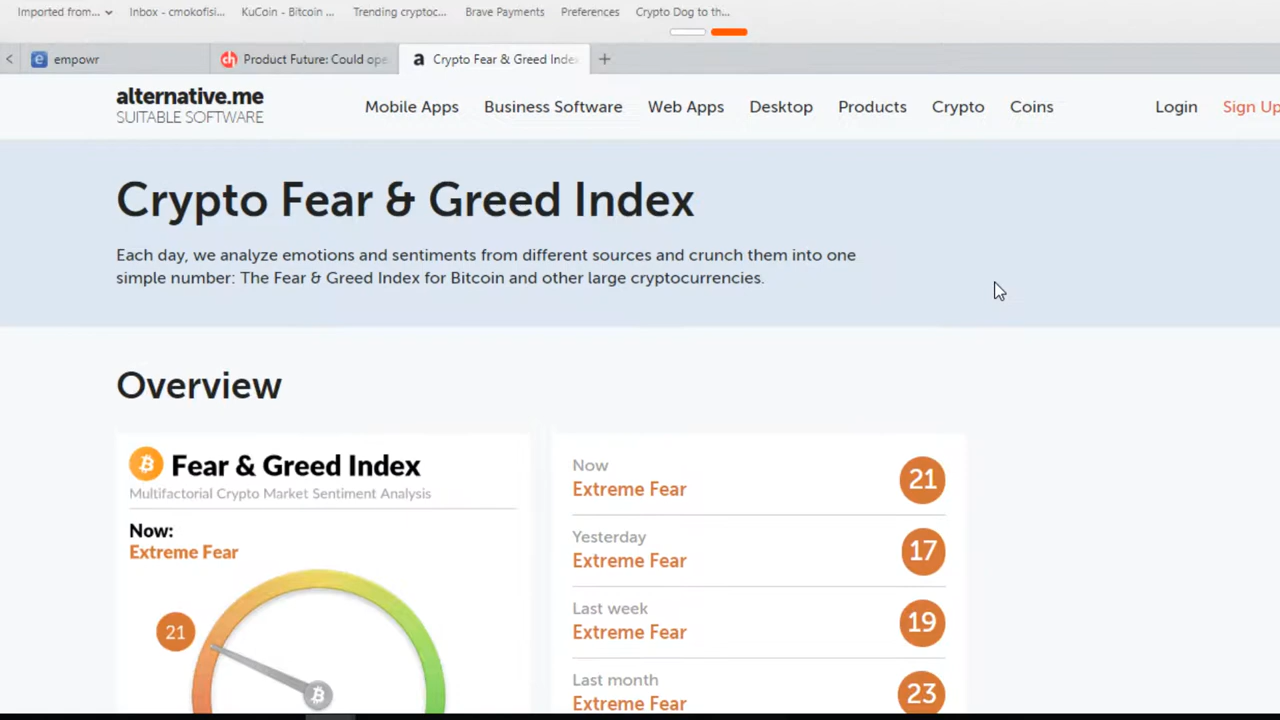 Imported from...
Inbox - cmokofisi...
KuCoin - Bitcoin ...
Trending cryptoc...
Brave Payments
Preferences
Crypto Dog to th...
empowr
Product Future: Could ope
Crypto Fear & Greed Inde
alternative.me
SUITABLE SOFTWARE
Mobile Apps
Business Software
Web Apps
Desktop
Products
Crypto
Coins
Login
Sign Up
Crypto Fear & Greed Index
Each day, we analyze emotions and sentiments from different sources and crunch them into one
simple number: The Fear & Greed Index for Bitcoin and other large cryptocurrencies.
Overview
Fear & Greed Index
Multifactorial Crypto Market Sentiment Analysis
Now:
Extreme Fear
21
Now
Extreme Fear
21
Yesterday
Extreme Fear
17
Last week
Extreme Fear
19
Last month
Extreme Fear
23